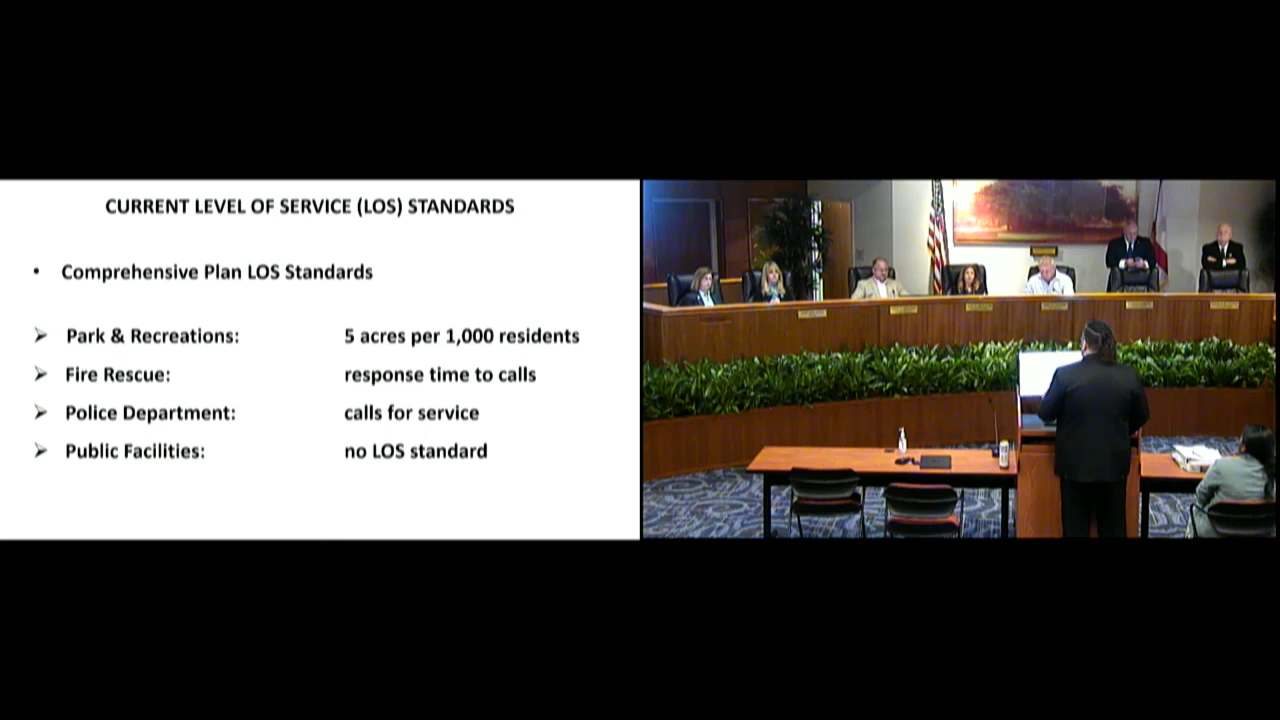 CURRENT LEVEL OF SERVICE (LOS) STANDARDS
• Comprehensive Plan LOS Standards
➢ Park & Recreations: 5 acres per 1,000 residents
➢ Fire Rescue: response time to calls
➢ Police Department: calls for service
➢ Public Facilities: no LOS standard